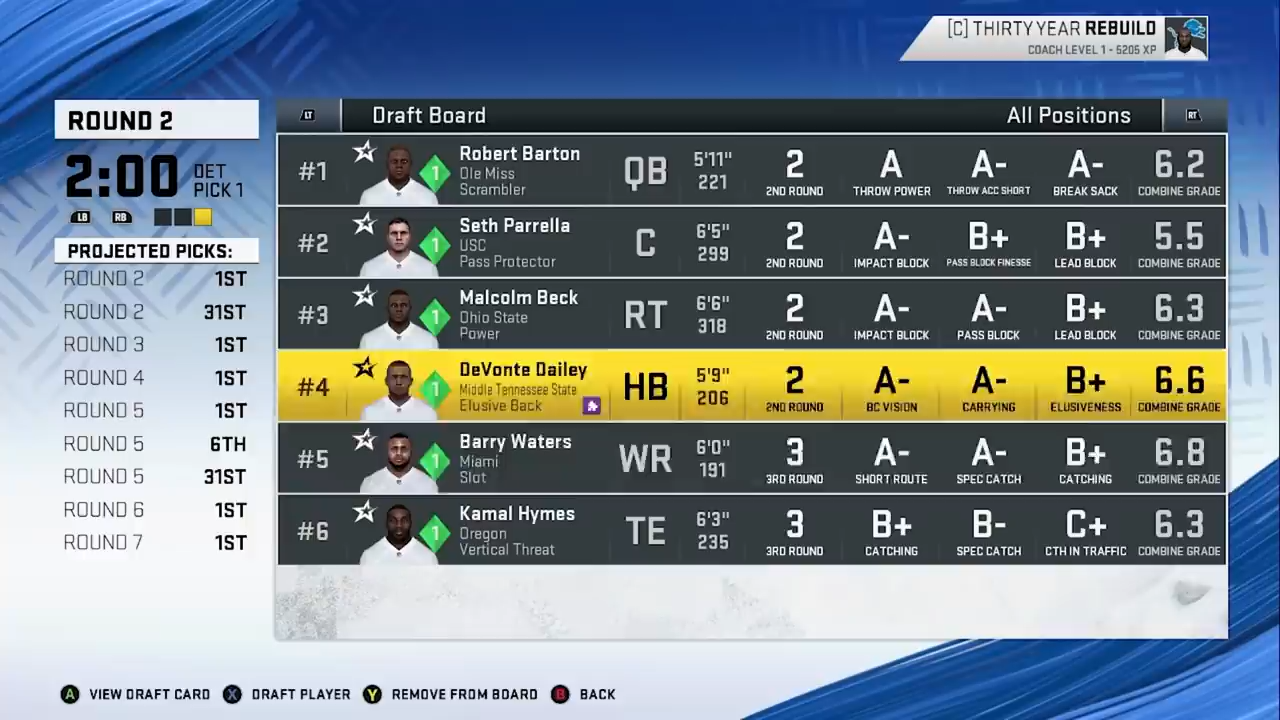 [C] THIRTY YEAR REBUILD
COACH LEVEL 1 - 5205 XP
ROUND 2
2:00 DET PICK 1
LB RB
PROJECTED PICKS:
ROUND 2 1ST
ROUND 2 31ST
ROUND 3 1ST
ROUND 4 1ST
ROUND 5 1ST
ROUND 5 6TH
ROUND 5 31ST
ROUND 6 1ST
ROUND 7 1ST
LT Draft Board All Positions RT
#1 1 Robert Barton QB 5'11" 2 A A- A- 6.2
Ole Miss 221 2ND ROUND THROW POWER THROW ACC SHORT BREAK SACK COMBINE GRADE
Scrambler
#2 1 Seth Parrella C 6'5" 2 A- B+ B+ 5.5
USC 299 2ND ROUND IMPACT BLOCK PASS BLOCK FINESSE LEAD BLOCK COMBINE GRADE
Pass Protector
#3 1 Malcolm Beck RT 6'6" 2 A- A- B+ 6.3
Ohio State 318 2ND ROUND IMPACT BLOCK PASS BLOCK LEAD BLOCK COMBINE GRADE
Power
#4 1 DeVonte Dailey HB 5'9" 2 A- A- B+ 6.6
Middle Tennessee State 206 2ND ROUND BC VISION CARRYING ELUSIVENESS COMBINE GRADE
Elusive Back
#5 1 Barry Waters WR 6'0" 3 A- A- B+ 6.8
Miami 191 3RD ROUND SHORT ROUTE SPEC CATCH CATCHING COMBINE GRADE
Slot
#6 1 Kamal Hymes TE 6'3" 3 B+ B- C+ 6.3
Oregon 235 3RD ROUND CATCHING SPEC CATCH CTH IN TRAFFIC COMBINE GRADE
Vertical Threat
A VIEW DRAFT CARD X DRAFT PLAYER Y REMOVE FROM BOARD B BACK